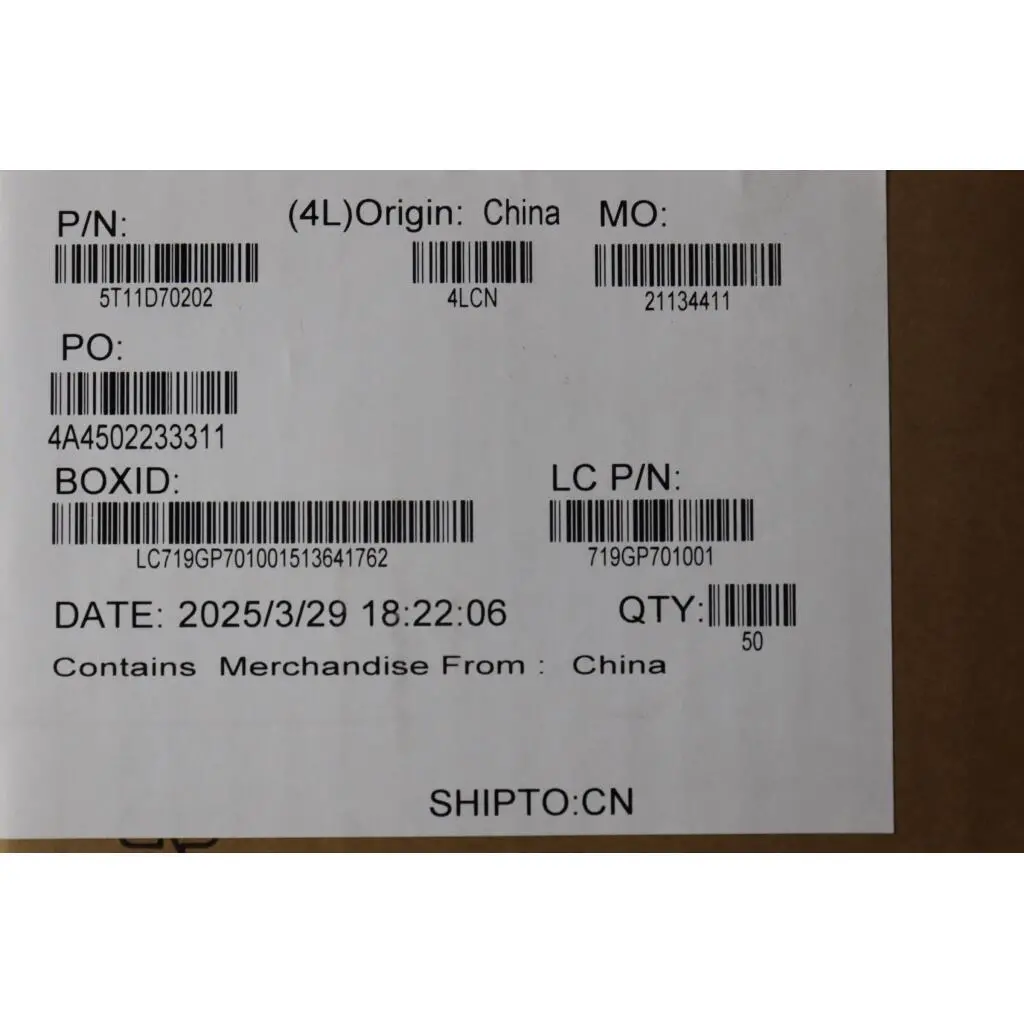 P/N: (4L)Origin: China MO:
5T11D70202 4LCN 21134411
PO:
4A4502233311
BOXID: LC P/N:
LC719GP701001513641762 719GP701001
DATE: 2025/3/29 18:22:06 QTY:
50
Contains Merchandise From : China
SHIPTO:CN